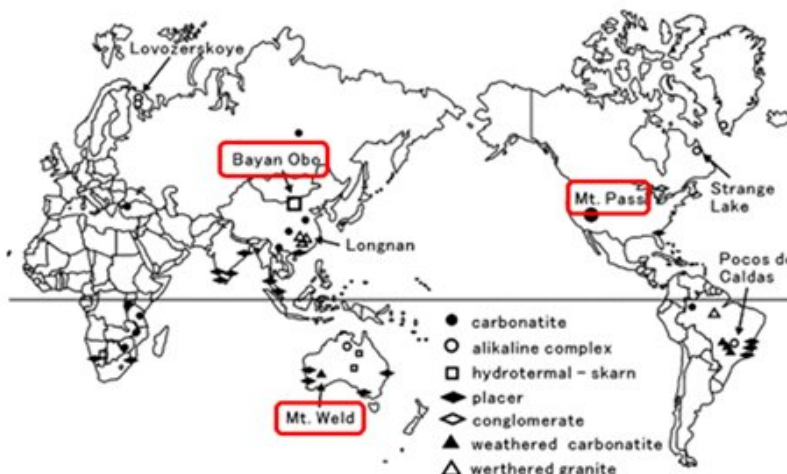 Lovozerskoye
Bayan Obo
Mt. Pass
Strange
Lake
Longnan
Pocos de
Caldas
carbonatite
alikaline complex
hydrotermal - skarn
placer
Mt. Weld
conglomerate
weathered carbonatite
werthered granite